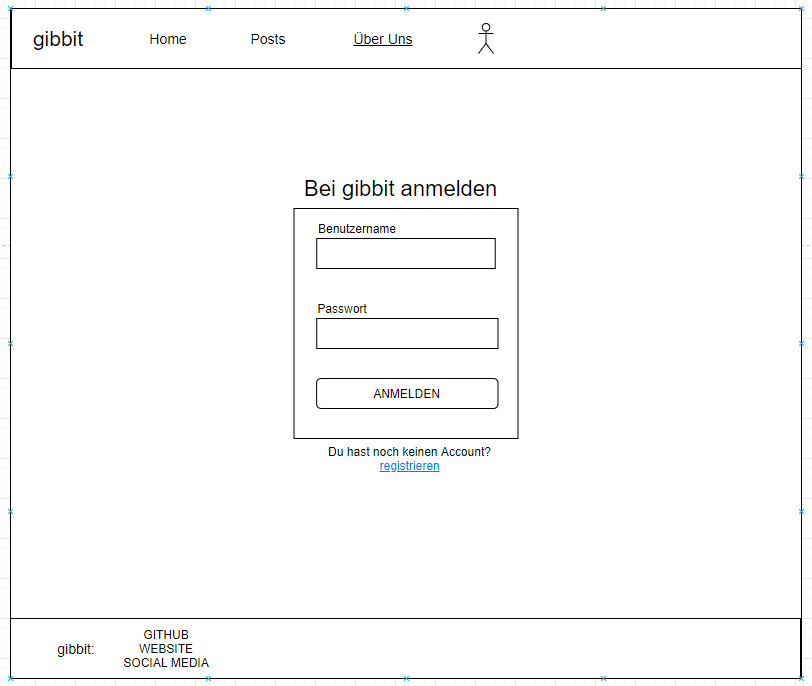 gibbit
Home
Posts
Über Uns
Bei gibbit anmelden
Benutzername
Passwort
ANMELDEN
Du hast noch keinen Account?
registrieren
gibbit:
GITHUB
WEBSITE
SOCIAL MEDIA